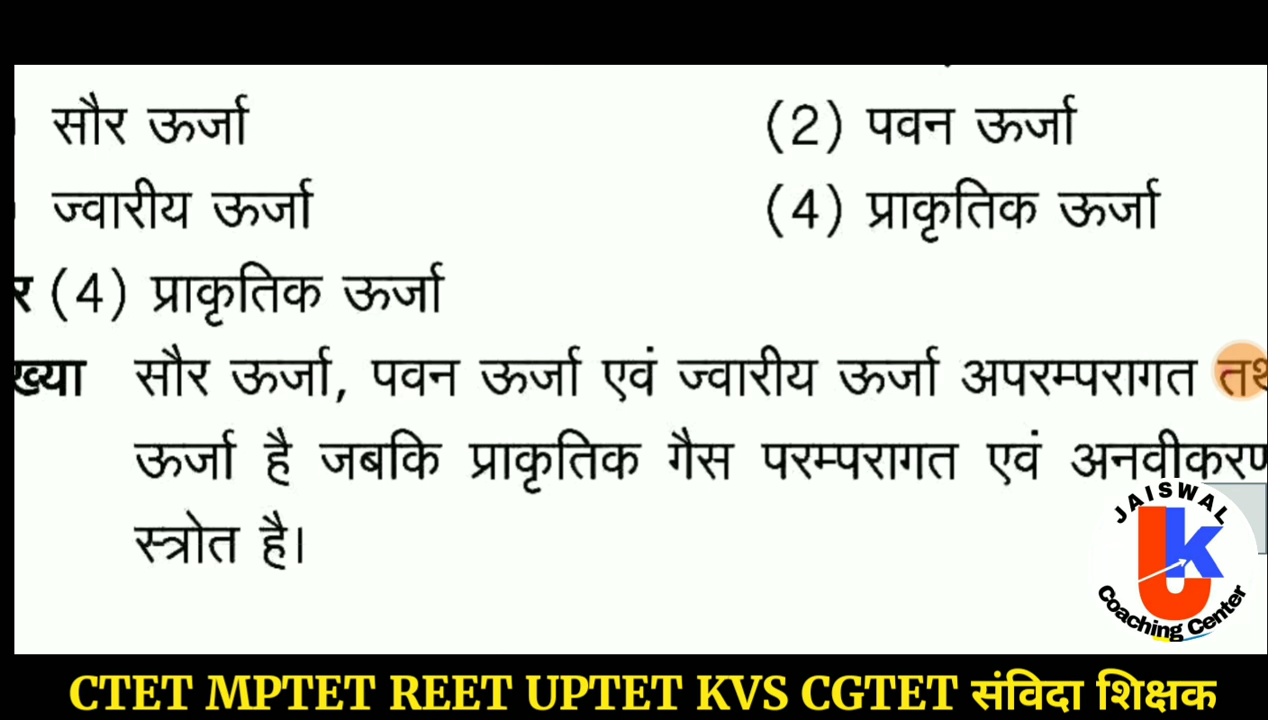 सौर ऊर्जा (2) पवन ऊर्जा
ज्वारीय ऊर्जा (4) प्राकृतिक ऊर्जा
र (4) प्राकृतिक ऊर्जा
ख्या सौर ऊर्जा, पवन ऊर्जा एवं ज्वारीय ऊर्जा अपरम्परागत
ऊर्जा है जबकि प्राकृतिक गैस परम्परागत एवं अनवीकरण
स्त्रोत है।
JAISWAL
JK
Coaching Center
CTET MPTET REET UPTET KVS CGTET संविदा शिक्षक